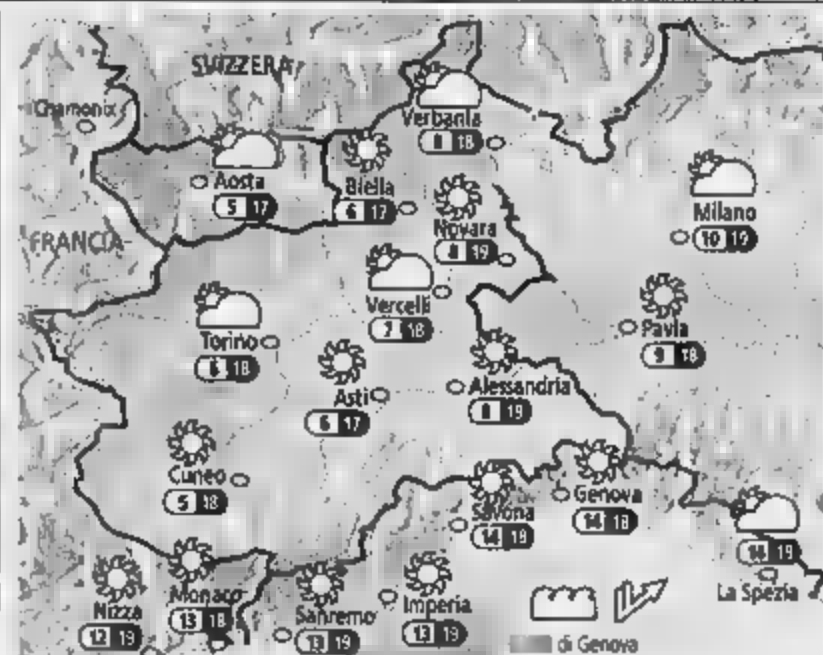 SVIZZERA
Chamonix
Verbania
8 18
Aosta
5 17
Biella
6 17
Milano
10 19
Novara
8 19
FRANCIA
Vercelli
7 18
Torino
6 18
Pavia
9 18
Asti
6 17
Alessandria
8 19
Cuneo
5 18
Savona
14 18
Genova
14 18
14 19
La Spezia
Nizza
12 19
Monaco
13 18
Sanremo
13 19
Imperia
13 19
di Genova